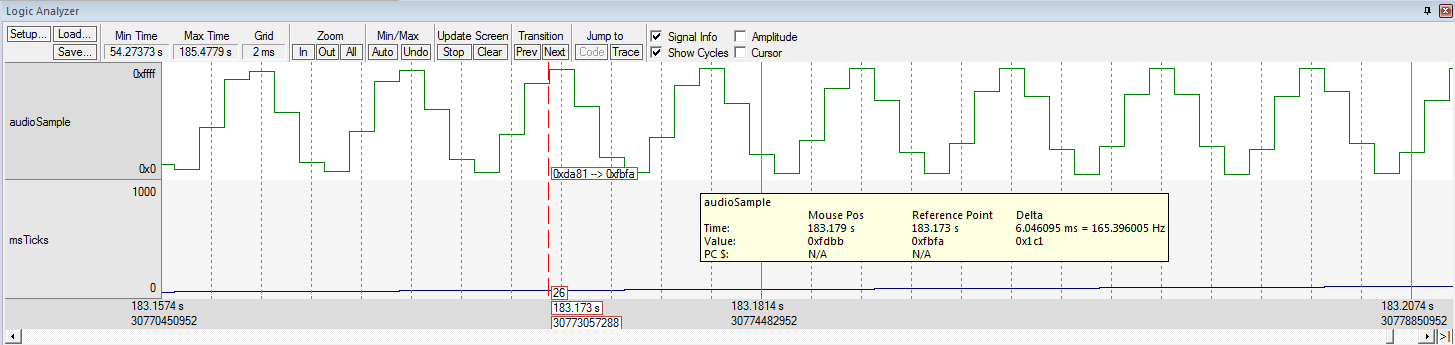 Logic Analyzer
Setup... Load... Min Time Max Time Grid Zoom Min/Max Update Screen Transition Jump to Signal Info Amplitude
Save... 54.27373 s 185.4779 s 2 ms In Out All Auto Undo Stop Clear Prev Next Code Trace Show Cycles Cursor
0xffff
audioSample
0x0
0xda81 --> 0xfbfa
1000
msTicks
0
audioSample
Mouse Pos Reference Point Delta
Time: 183.179 s 183.173 s 6.046095 ms = 165.396005 Hz
Value: 0xfdbb 0xfbfa 0x1c1
PC $: N/A N/A
26
183.1574 s 183.173 s 183.1814 s 183.2074 s
30770450952 30773057288 30774482952 30778850952